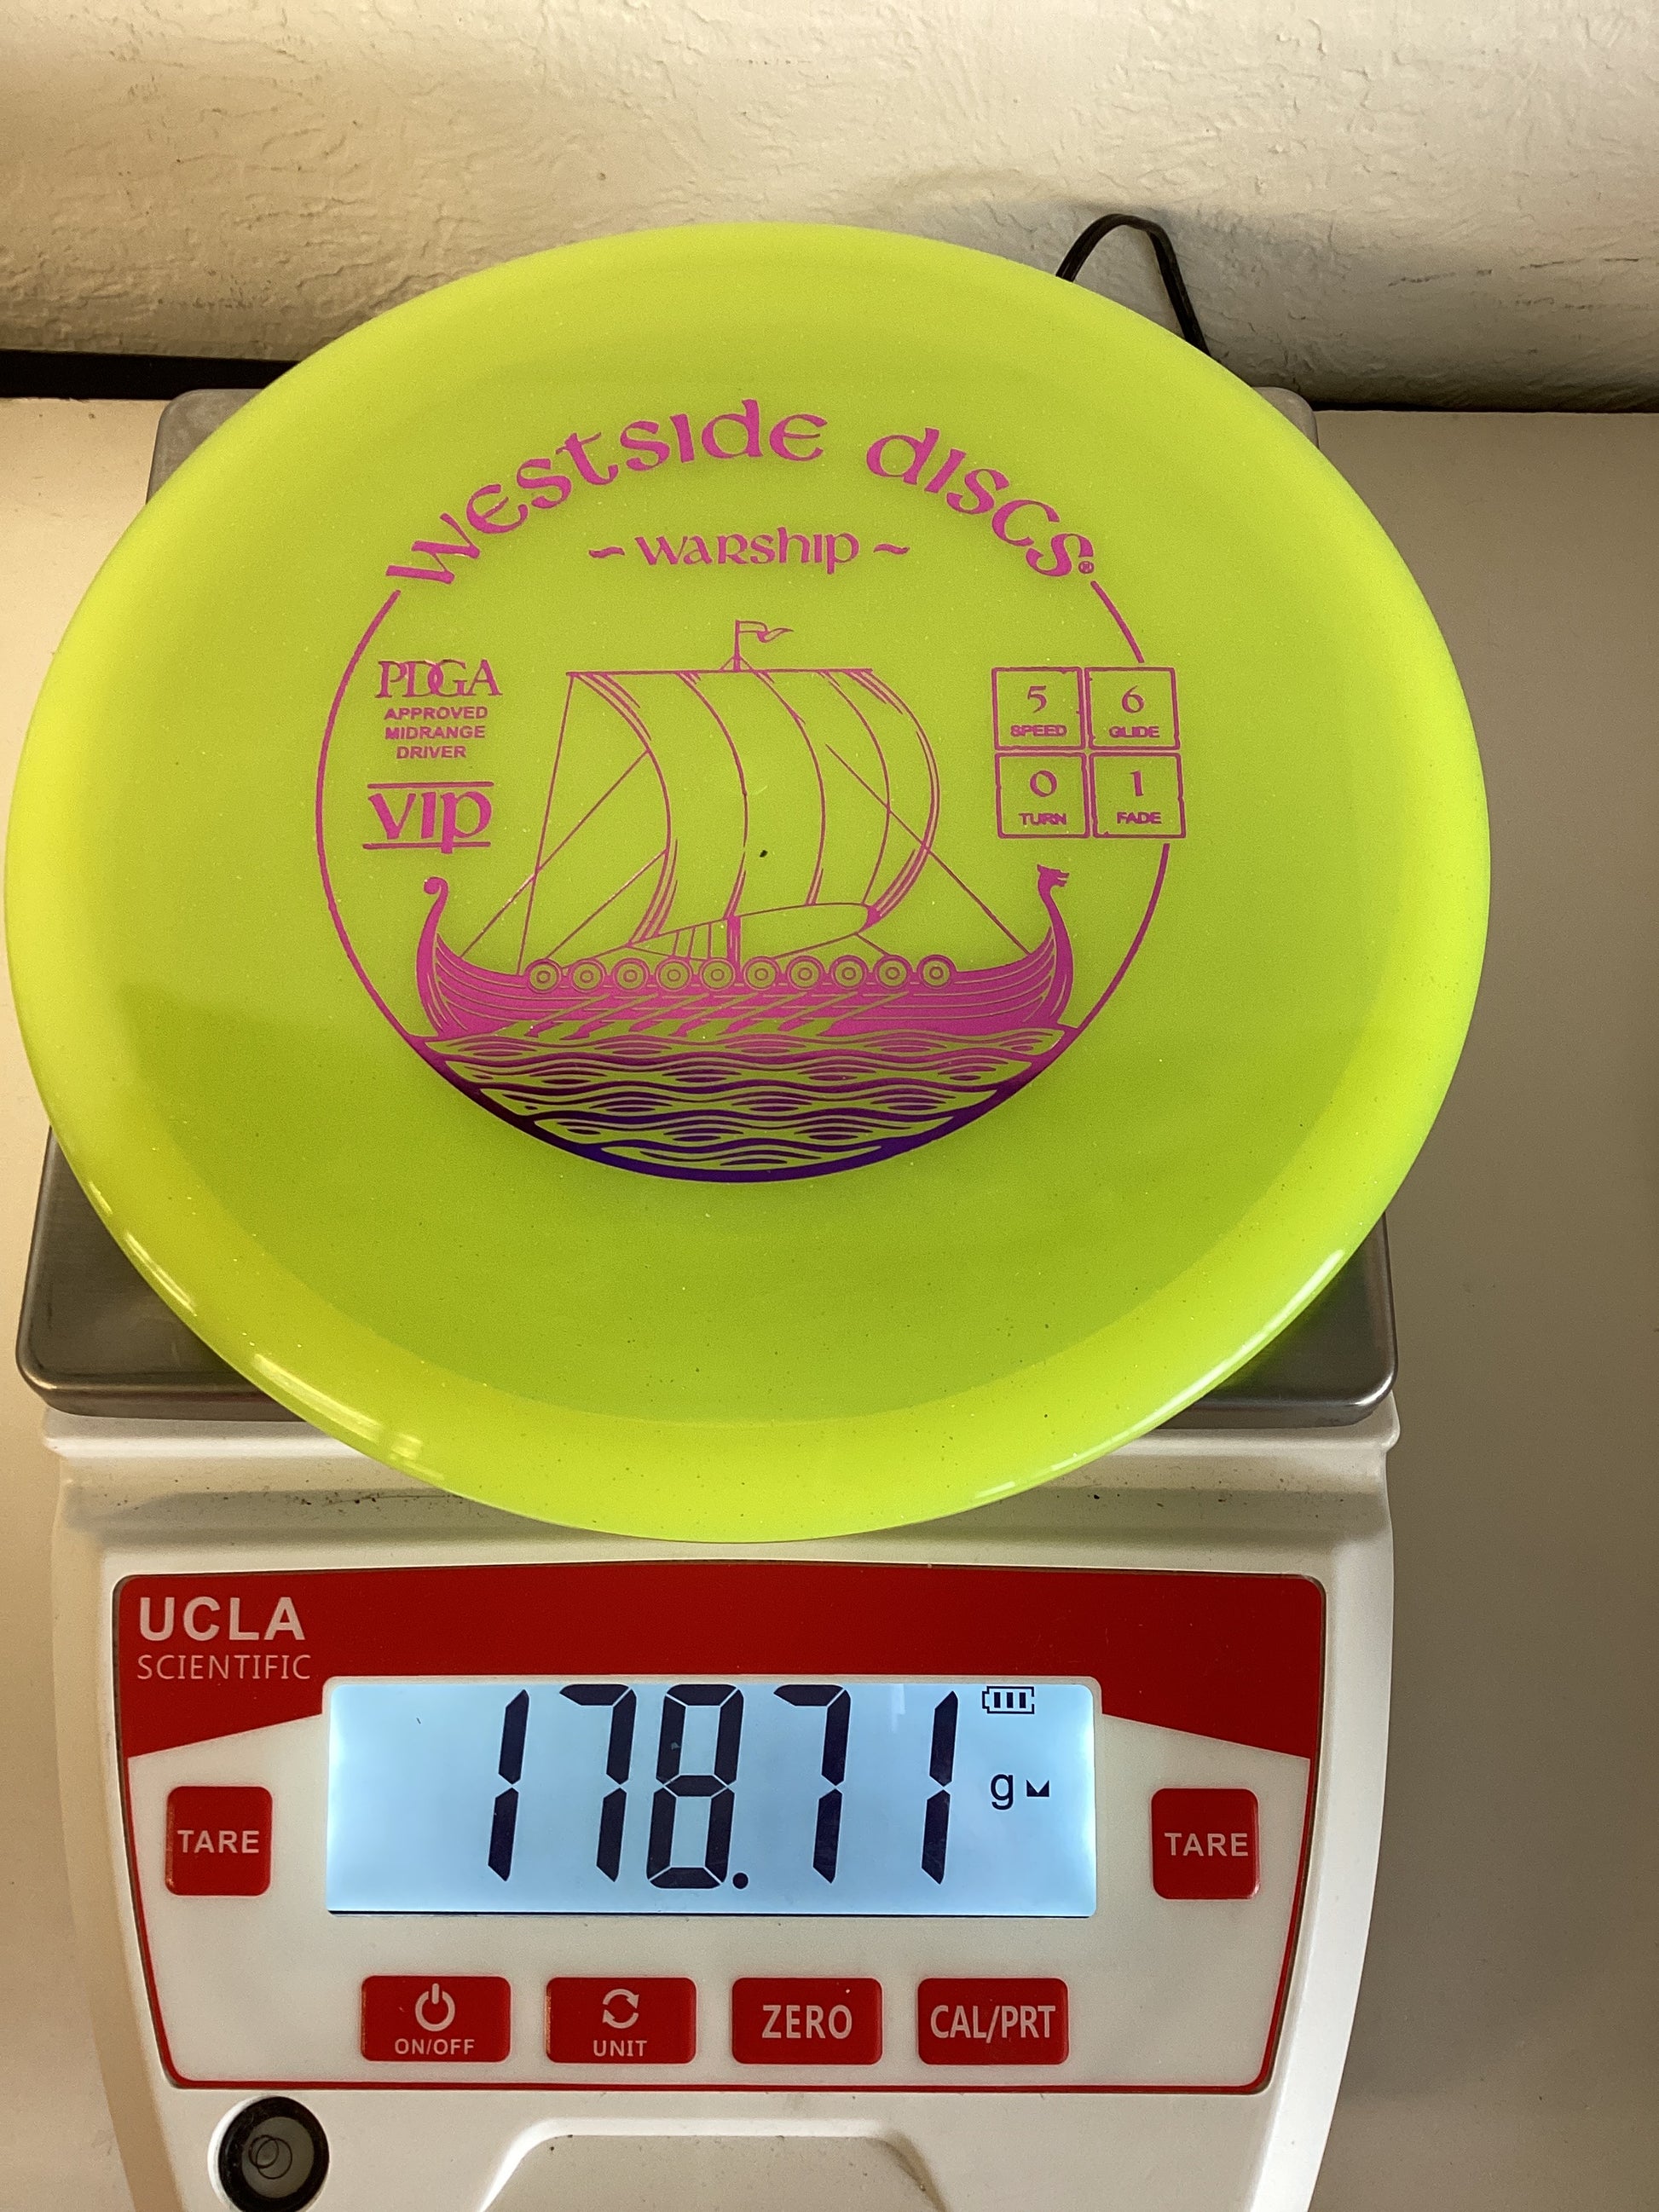 WESTSIDE DISCS®
~ WARSHIP ~
PDGA
APPROVED
MIDRANGE
DRIVER
VIP
5
SPEED
6
GLIDE
0
TURN
1
FADE
UCLA
SCIENTIFIC
178.71
g
TARE
TARE
ON/OFF
UNIT
ZERO
CAL/PRT